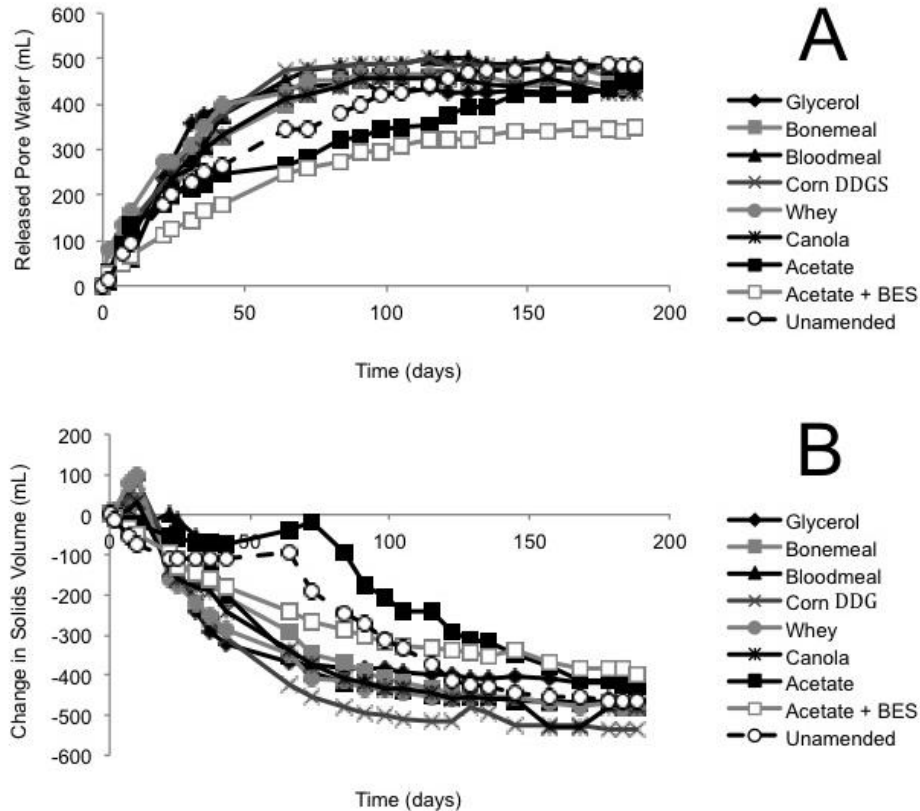 A
Released Pore Water (mL)
600
500
400
300
200
100
0
0
50
100
150
200
Time (days)
Glycerol
Bonemeal
Bloodmeal
Corn DDGS
Whey
Canola
Acetate
Acetate + BES
Unamended
B
Change in Solids Volume (mL)
200
100
0
-100
-200
-300
-400
-500
-600
0
50
100
150
200
Time (days)
Glycerol
Bonemeal
Bloodmeal
Corn DDG
Whey
Canola
Acetate
Acetate + BES
Unamended